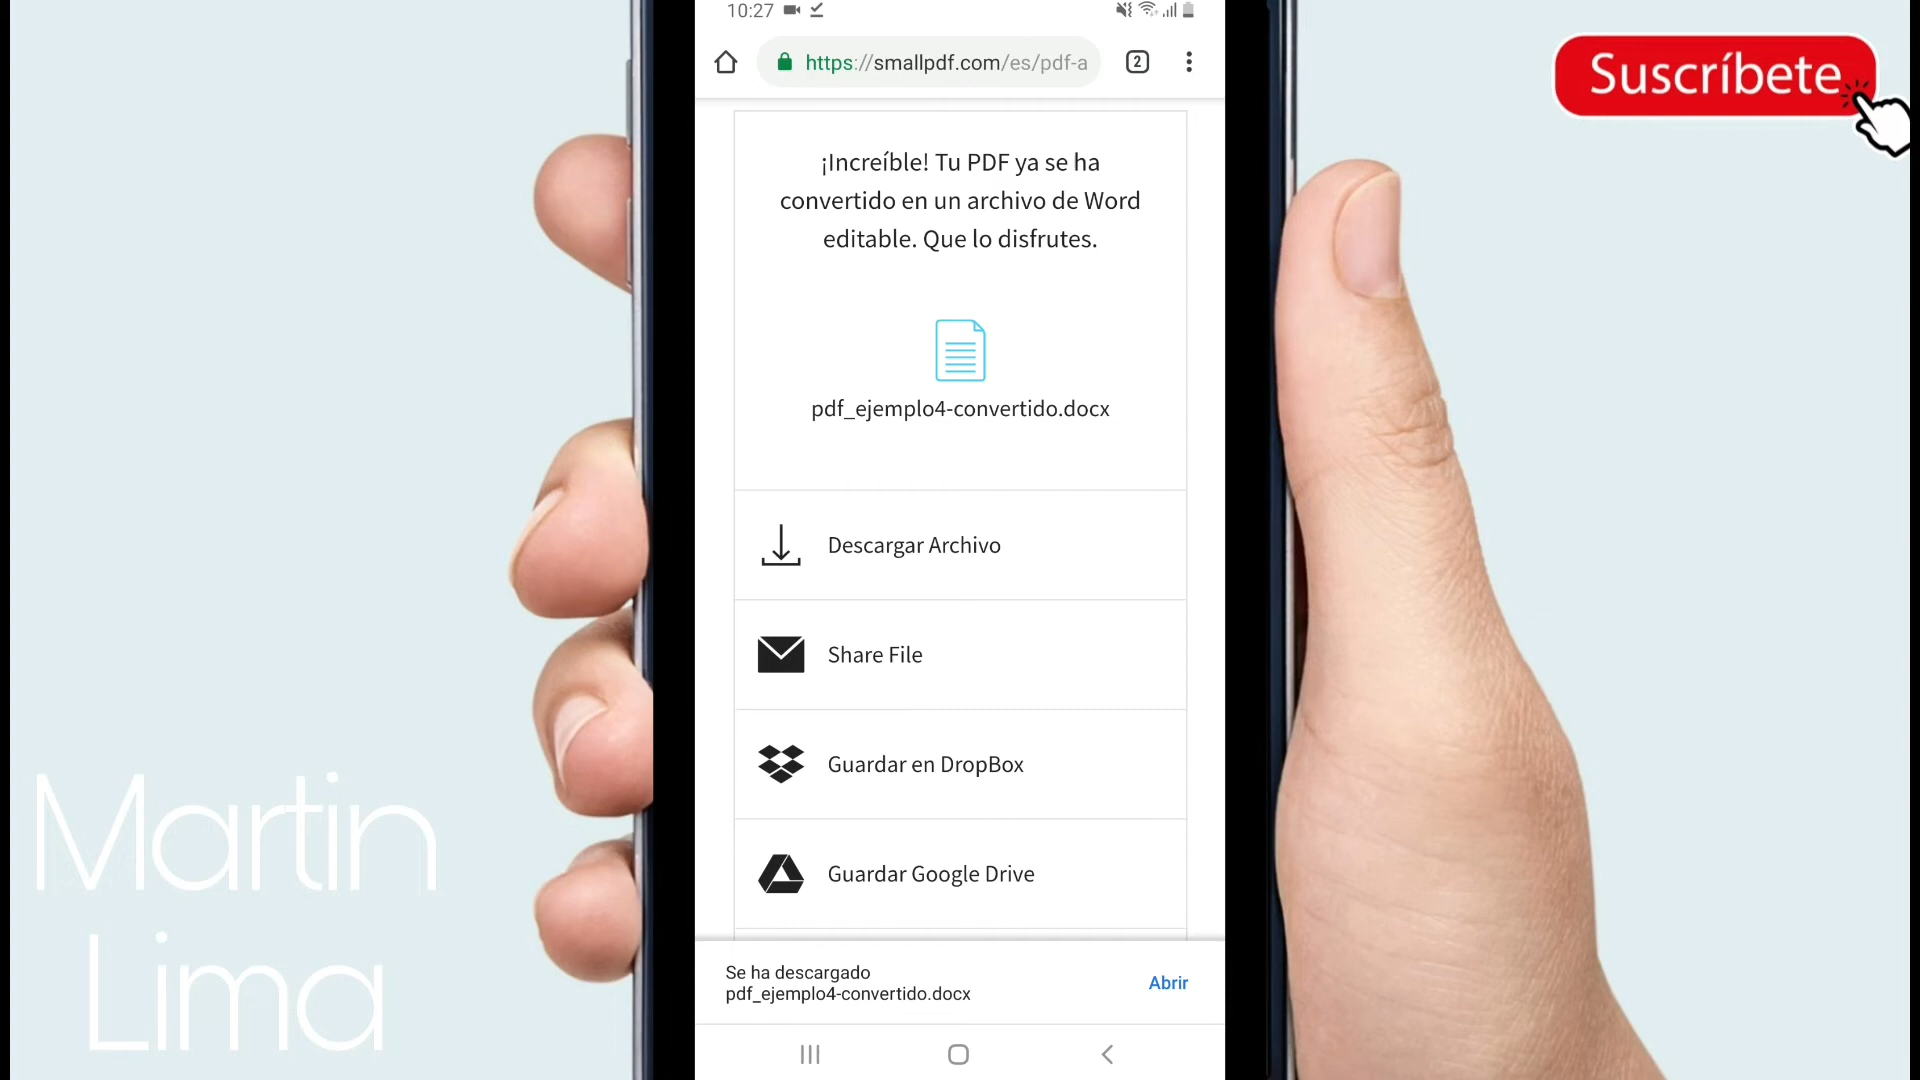 10:27
https://smallpdf.com/es/pdf-a
2
Suscríbete
¡Increíble! Tu PDF ya se ha
convertido en un archivo de Word
editable. Que lo disfrutes.
pdf_ejemplo4-convertido.docx
Descargar Archivo
Share File
Guardar en DropBox
Guardar Google Drive
Se ha descargado
pdf_ejemplo4-convertido.docx
Abrir
Martin
Lima